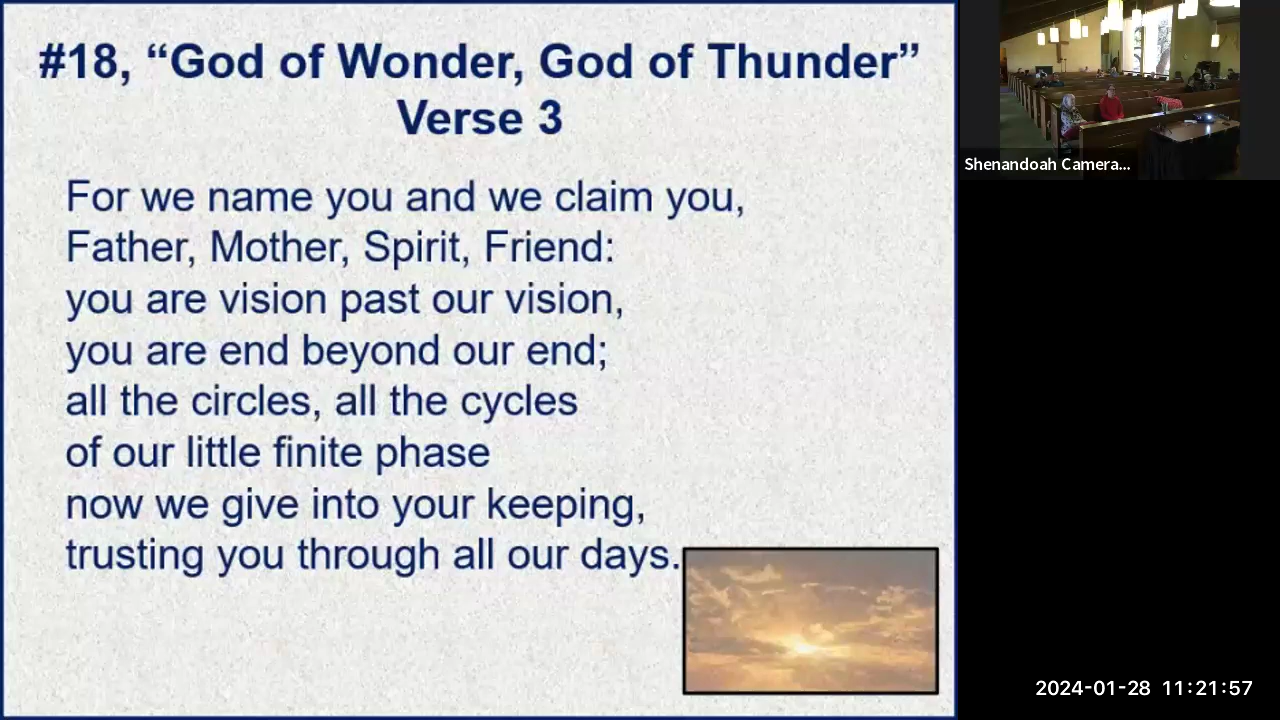 #18, “God of Wonder, God of Thunder”
Verse 3
For we name you and we claim you,
Father, Mother, Spirit, Friend:
you are vision past our vision,
you are end beyond our end;
all the circles, all the cycles
of our little finite phase
now we give into your keeping,
trusting you through all our days.
Shenandoah Camera...
2024-01-28 11:21:57